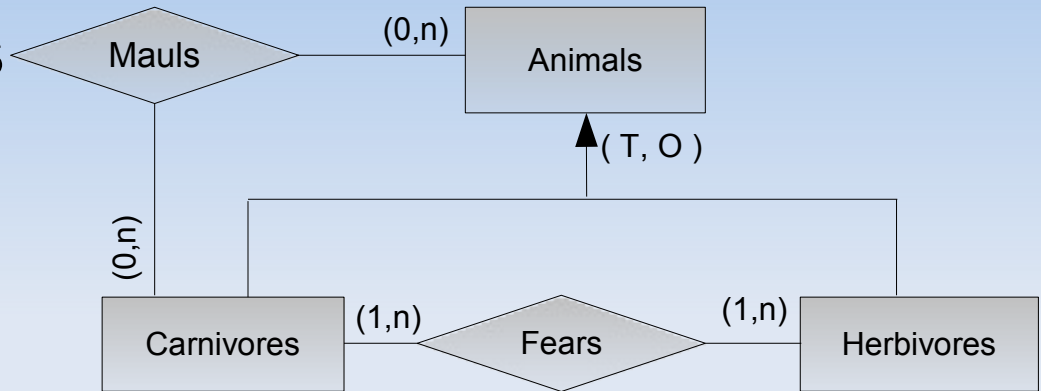 (0,n)
Mauls
Animals
( T, O )
(0,n)
(1,n)
(1,n)
Carnivores
Fears
Herbivores